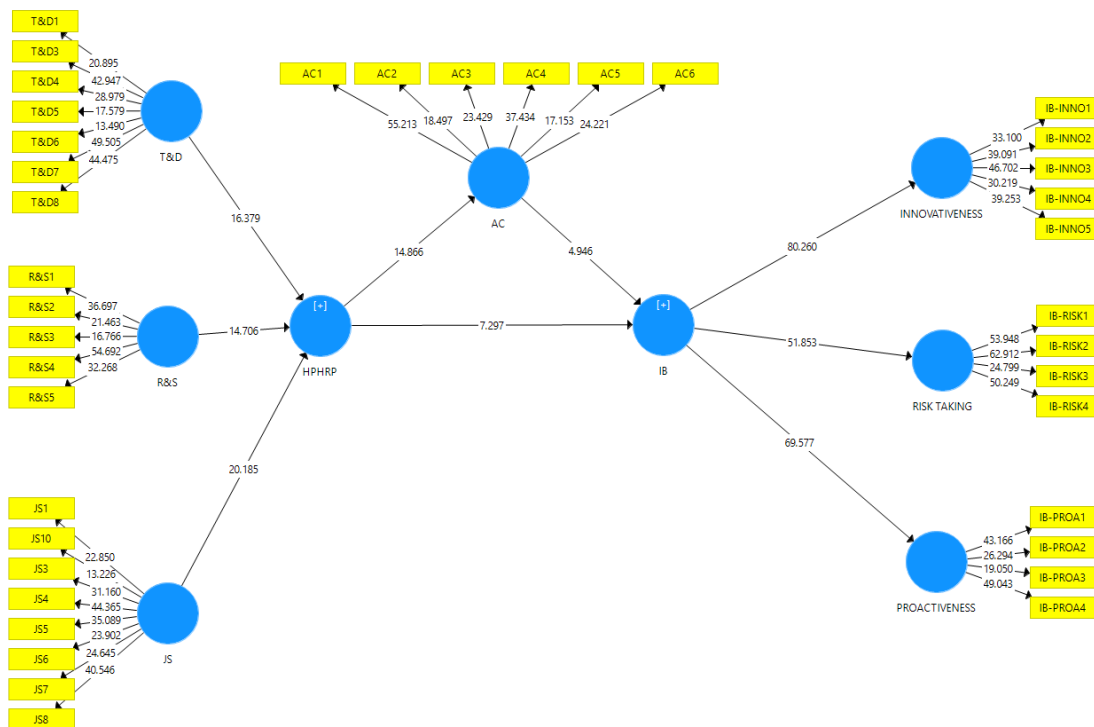 T&D1
T&D3
T&D4
T&D5
T&D6
T&D7
T&D8
20.895
42.947
28.979
17.579
13.490
49.505
44.475
T&D
16.379
AC1
AC2
AC3
AC4
AC5
AC6
55.213
18.497
23.429
37.434
17.153
24.221
AC
14.866
4.946
R&S1
R&S2
R&S3
R&S4
R&S5
36.697
21.463
16.766
54.692
32.268
R&S
14.706
[+]
HPHRP
7.297
[+]
IB
JS1
JS10
JS3
JS4
JS5
JS6
JS7
JS8
22.850
13.226
31.160
44.365
35.089
23.902
24.645
40.546
JS
20.185
80.260
51.853
69.577
INNOVATIVENESS
33.100
39.091
46.702
30.219
39.253
IB-INNO1
IB-INNO2
IB-INNO3
IB-INNO4
IB-INNO5
RISK TAKING
53.948
62.912
24.799
50.249
IB-RISK1
IB-RISK2
IB-RISK3
IB-RISK4
PROACTIVENESS
43.166
26.294
19.050
49.043
IB-PROA1
IB-PROA2
IB-PROA3
IB-PROA4